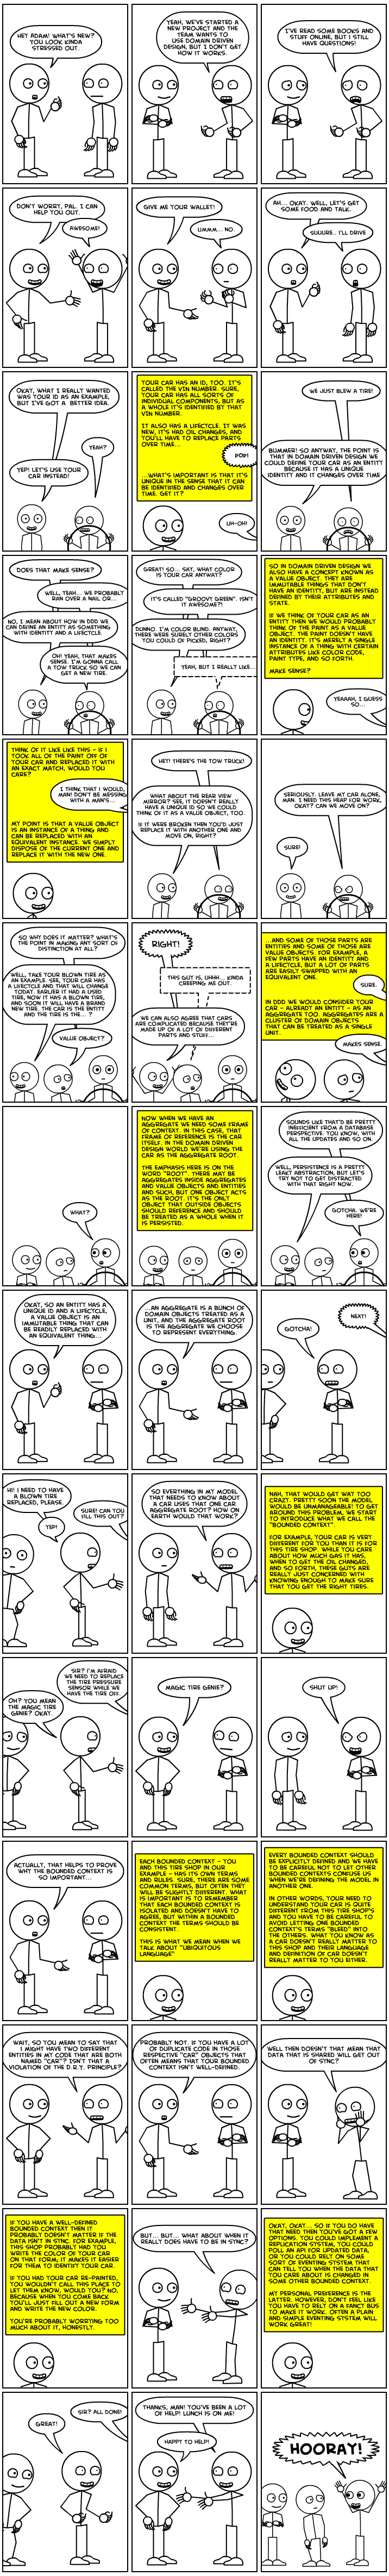 HEY ADAM! WHAT'S NEW?
YOU LOOK KINDA
STRESSED OUT.
YEAH, WE'VE STARTED A
NEW PROJECT AND THE
TEAM WANTS TO
USE DOMAIN DRIVEN
DESIGN, BUT I DON'T GET
HOW IT WORKS.
I'VE READ SOME BOOKS AND
STUFF ONLINE, BUT I STILL
HAVE QUESTIONS!
DON'T WORRY, PAL. I CAN
HELP YOU OUT.
AWESOME!
GIVE ME YOUR WALLET!
UMMM... NO.
AH... OKAY. WELL, LET'S GET
SOME FOOD AND TALK.
SUUURE.. I'LL DRIVE
OKAY, WHAT I REALLY WANTED
WAS YOUR ID AS AN EXAMPLE,
BUT I'VE GOT A BETTER IDEA.
YEAH?
YEP! LET'S USE YOUR
CAR INSTEAD!
YOUR CAR HAS AN ID, TOO. IT'S
CALLED THE VIN NUMBER. SURE,
YOUR CAR HAS ALL SORTS OF
INDIVIDUAL COMPONENTS, BUT AS
A WHOLE IT'S IDENTIFIED BY THAT
VIN NUMBER.
IT ALSO HAS A LIFECYCLE. IT WAS
NEW, IT'S HAD OIL CHANGES, AND
YOU'LL HAVE TO REPLACE PARTS
OVER TIME...
POP!
...WHAT'S IMPORTANT IS THAT IT'S
UNIQUE IN THE SENSE THAT IT
CAN BE IDENTIFIED AND CHANGES OVER
TIME. GET IT?
UH-OH!
WE JUST BLEW A TIRE!
BUMMER! SO ANYWAY, THE POINT IS
THAT IN DOMAIN DRIVEN DESIGN WE
COULD DEFINE YOUR CAR AS AN ENTITY
BECAUSE IT HAS A UNIQUE
IDENTITY AND IT CHANGES OVER TIME
DOES THAT MAKE SENSE?
WELL, YEAH... WE PROBABLY
RAN OVER A NAIL OR...
NO, I MEAN ABOUT HOW IN DDD WE
CAN DEFINE AN ENTITY AS SOMETHING
WITH IDENTITY AND A LIFECYCLE.
OH! YEAH, THAT MAKES
SENSE. I'M GONNA CALL
A TOW TRUCK SO WE CAN
GET A NEW TIRE.
GREAT! SO... SAY, WHAT COLOR
IS YOUR CAR ANYWAY?
IT'S CALLED "GROOVY GREEN". ISN'T
IT AWESOME?!
DUNNO. I'M COLOR BLIND. ANYWAY,
THERE WERE SURELY OTHER COLORS
YOU COULD OF PICKED, RIGHT?
YEAH, BUT I REALLY LIKE...
SO IN DOMAIN DRIVEN DESIGN WE
ALSO HAVE A CONCEPT KNOWN AS
A VALUE OBJECT. THEY ARE
IMMUTABLE THINGS THAT DON'T
HAVE AN IDENTITY, BUT ARE INSTEAD
DEFINED BY THEIR ATTRIBUTES AND
STATE.
IF WE THINK OF YOUR CAR AS AN
ENTITY THEN WE WOULD PROBABLY
THINK OF THE PAINT AS A VALUE
OBJECT. THE PAINT DOESN'T HAVE AN
IDENTITY. IT'S MERELY A SINGLE
INSTANCE OF A THING WITH CERTAIN
ATTRIBUTES LIKE COLOR CODE,
PAINT TYPE, AND SO FORTH.
MAKE SENSE?
YEAAAH, I GUESS
SO...
THINK OF IT LIKE LIKE THIS - IF I
TOOK ALL OF THE PAINT OFF OF
YOUR CAR AND REPLACED IT WITH
AN EXACT MATCH, WOULD YOU
CARE?
I THINK THAT I WOULD,
MAN! DON'T BE MESSING
WITH A MAN'S...
MY POINT IS THAT A VALUE OBJECT
IS AN INSTANCE OF A THING AND
CAN BE REPLACED WITH AN
EQUIVALENT INSTANCE. WE SIMPLY
DISPOSE OF THE CURRENT ONE AND
REPLACE IT WITH THE NEW ONE.
HEY! THERE'S THE TOW TRUCK!
WHAT ABOUT THE REAR VIEW
MIRROR? SEE, IT DOESN'T REALLY
HAVE A UNIQUE ID SO WE COULD
THINK OF IT AS A VALUE OBJECT, TOO.
IF IT WERE BROKEN THEN YOU'D JUST
REPLACE IT WITH ANOTHER ONE AND
MOVE ON, RIGHT?
SERIOUSLY. LEAVE MY CAR ALONE,
MAN. I NEED THIS HEAP FOR WORK,
OKAY? CAN WE MOVE ON?
SURE!
SO WHY DOES IT MATTER? WHAT'S
THE POINT IN MAKING ANY SORT OF
DISTINCTION AT ALL?
WELL, TAKE YOUR BLOWN TIRE AS
AN EXAMPLE. SEE, YOUR CAR HAS
A LIFECYCLE AND THAT WILL CHANGE
TODAY. EARLIER IT HAD A USED
TIRE, NOW IT HAS A BLOWN TIRE,
AND SOON IT WILL HAVE A BRAND
NEW TIRE. THE CAR IS THE ENTITY
AND THE TIRE IS THE... ?
VALUE OBJECT?
RIGHT!
THIS GUY IS, UHHH... KINDA
CREEPING ME OUT.
WE CAN ALSO AGREE THAT CARS
ARE COMPLICATED BECAUSE THEY'RE
MADE UP OF A LOT OF DIFFERENT
PARTS AND STUFF...
...AND SOME OF THOSE PARTS ARE
ENTITIES AND SOME OF THOSE ARE
VALUE OBJECTS. FOR EXAMPLE, A
FEW PARTS HAVE AN IDENTITY AND
A LIFECYCLE, BUT A LOT OF PARTS
ARE EASILY SWAPPED WITH AN
EQUIVALENT ONE.
SURE.
IN DDD WE WOULD CONSIDER YOUR
CAR - ALREADY AN ENTITY - AS AN
AGGREGATE TOO. AGGREGATES ARE A
CLUSTER OF DOMAIN OBJECTS
THAT CAN BE TREATED AS A SINGLE
UNIT.
MAKES SENSE.
WHAT?
NOW WHEN WE HAVE AN
AGGREGATE WE NEED SOME FRAME
OF CONTEXT. IN THIS CASE, THAT
FRAME OF REFERENCE IS THE CAR
ITSELF. IN THE DOMAIN DRIVEN
DESIGN WORLD WE'RE USING THE
CAR AS THE AGGREGATE ROOT.
THE EMPHASIS HERE IS ON THE
WORD "ROOT". THERE MAY BE
AGGREGATES INSIDE AGGREGATES
AND VALUE OBJECTS AND ENTITIES
AND SUCH, BUT ONE OBJECT ACTS
AS THE ROOT. IT'S THE ONLY
OBJECT THAT OUTSIDE OBJECTS
SHOULD REFERENCE AND SHOULD
BE TREATED AS A WHOLE WHEN IT
IS PERSISTED.
SOUNDS LIKE THAT'D BE PRETTY
INEFFICIENT FROM A DATABASE
PERSPECTIVE. YOU KNOW, WITH
ALL THE UPDATES AND SO ON.
WELL, PERSISTENCE IS A PRETTY
LEAKY ABSTRACTION, BUT LET'S
TRY NOT TO GET DISTRACTED
WITH THAT RIGHT NOW.
GOTCHA. WE'RE
HERE!
OKAY, SO AN ENTITY HAS A
UNIQUE ID AND A LIFECYCLE,
A VALUE OBJECT IS AN
IMMUTABLE THING THAT CAN
BE READILY REPLACED WITH
AN EQUIVALENT THING...
...AN AGGREGATE IS A BUNCH OF
DOMAIN OBJECTS TREATED AS A
UNIT, AND THE AGGREGATE ROOT
IS THE AGGREGATE WE CHOOSE
TO REPRESENT EVERYTHING.
NEXT!
GOTCHA!
HI! I NEED TO HAVE
A BLOWN TIRE
REPLACED, PLEASE.
SURE! CAN YOU
FILL THIS OUT?
YEP!
SO EVERYTHING IN MY MODEL
THAT NEEDS TO KNOW ABOUT
A CAR USES THAT ONE CAR
AGGREGATE ROOT? HOW ON
EARTH WOULD THAT WORK?
NAH, THAT WOULD GET WAY TOO
CRAZY. PRETTY SOON THE MODEL
WOULD BE UNMANAGEABLE! TO GET
AROUND THIS PROBLEM, WE START
TO INTRODUCE WHAT WE CALL THE
"BOUNDED CONTEXT".
FOR EXAMPLE, YOUR CAR IS VERY
DIFFERENT FOR YOU THAN IT IS FOR
THIS TIRE SHOP. WHILE YOU CARE
ABOUT HOW MUCH GAS IT HAS,
WHEN TO GET THE OIL CHANGED,
AND SO FORTH, THESE GUYS ARE
REALLY JUST CONCERNED WITH
KNOWING ENOUGH TO MAKE SURE
THAT YOU GET THE RIGHT TIRES.
SIR? I'M AFRAID
WE NEED TO REPLACE
THE TIRE PRESSURE
SENSOR WHILE WE
HAVE THE TIRE OFF.
OH? YOU MEAN
THE MAGIC TIRE
GENIE? OKAY.
MAGIC TIRE GENIE?
SHUT UP!
ACTUALLY, THAT HELPS TO PROVE
WHY THE BOUNDED CONTEXT IS
SO IMPORTANT...
EACH BOUNDED CONTEXT - YOU
AND THIS TIRE SHOP IN OUR
EXAMPLE - HAS ITS OWN TERMS
AND RULES. SURE, THERE ARE
SOME COMMON TERMS, BUT OFTEN THEY
WILL BE SLIGHTLY DIFFERENT. WHAT
IS IMPORTANT IS TO REMEMBER
THAT EACH BOUNDED CONTEXT IS
ISOLATED AND DOESN'T HAVE TO
AGREE, BUT WITHIN A BOUNDED
CONTEXT THE TERMS SHOULD BE
CONSISTENT.
THIS IS WHAT WE MEAN WHEN WE
TALK ABOUT "UBIQUITOUS
LANGUAGE"
EVERY BOUNDED CONTEXT SHOULD
BE EXPLICITLY DEFINED AND WE
HAVE TO BE CAREFUL NOT TO LET OTHER
BOUNDED CONTEXTS CONFUSE US
WHEN WE'RE DEFINING THE MODEL IN
ANOTHER ONE.
IN OTHER WORDS, YOUR NEED TO
UNDERSTAND YOUR CAR IS QUITE
DIFFERENT FROM THIS TIRE SHOP'S
AND YOU HAVE TO BE CAREFUL TO
AVOID LETTING ONE BOUNDED
CONTEXT'S TERMS "BLEED" INTO
THE OTHERS. WHAT YOU KNOW AS
A CAR DOESN'T REALLY MATTER TO
THIS SHOP AND THEIR LANGUAGE
AND DEFINITION OF CAR DOESN'T
REALLY MATTER TO YOU EITHER.
WAIT, SO YOU MEAN TO SAY THAT
I MIGHT HAVE TWO DIFFERENT
ENTITIES IN MY CODE THAT ARE BOTH
NAMED "CAR"? ISN'T THAT A
VIOLATION OF THE D.R.Y. PRINCIPLE?
PROBABLY NOT. IF YOU HAVE A LOT
OF DUPLICATE CODE IN THOSE
RESPECTIVE "CAR" OBJECTS THAT
OFTEN MEANS THAT YOUR BOUNDED
CONTEXT ISN'T WELL-DEFINED.
WELL THEN DOESN'T THAT MEAN THAT
DATA THAT IS SHARED WILL GET OUT
OF SYNC?
IF YOU HAVE A WELL-DEFINED
BOUNDED CONTEXT THEN IT
PROBABLY DOESN'T MATTER IF THE
DATA ISN'T IN SYNC. FOR EXAMPLE,
THIS SHOP PROBABLY HAD YOU
WRITE THE COLOR OF YOUR CAR
ON THAT FORM; IT MAKES IT EASIER
FOR THEM TO IDENTIFY YOUR CAR.
IF YOU HAD YOUR CAR RE-PAINTED,
YOU WOULDN'T CALL THIS PLACE TO
LET THEM KNOW, WOULD YOU? NO,
BECAUSE WHEN YOU COME BACK
YOU'LL JUST FILL OUT A NEW FORM
AND WRITE THE NEW COLOR.
YOU'RE PROBABLY WORRYING TOO
MUCH ABOUT IT, HONESTLY.
BUT... BUT... WHAT ABOUT WHEN IT
REALLY DOES HAVE TO BE IN SYNC?
OKAY, OKAY... SO IF YOU DO HAVE
THAT NEED THEN YOU'VE GOT A FEW
OPTIONS. YOU COULD IMPLEMENT A
REPLICATION SYSTEM, YOU COULD
POLL AN API FOR UPDATED DATA,
OR YOU COULD RELY ON SOME
SORT OF EVENTING SYSTEM THAT
CAN TELL YOU WHEN THE DATA THAT
YOU CARE ABOUT IS CHANGED IN
SOME OTHER BOUNDED CONTEXT.
MY PERSONAL PREFERENCE IS THE
LATTER. HOWEVER, DON'T FEEL LIKE
YOU HAVE TO RELY ON A FANCY BUS
TO MAKE IT WORK. OFTEN A PLAIN
AND SIMPLE EVENTING SYSTEM WILL
WORK GREAT!
SIR? ALL DONE!
GREAT!
THANKS, MAN! YOU'VE BEEN A LOT
OF HELP! LUNCH IS ON ME!
HAPPY TO HELP!
HOORAY!